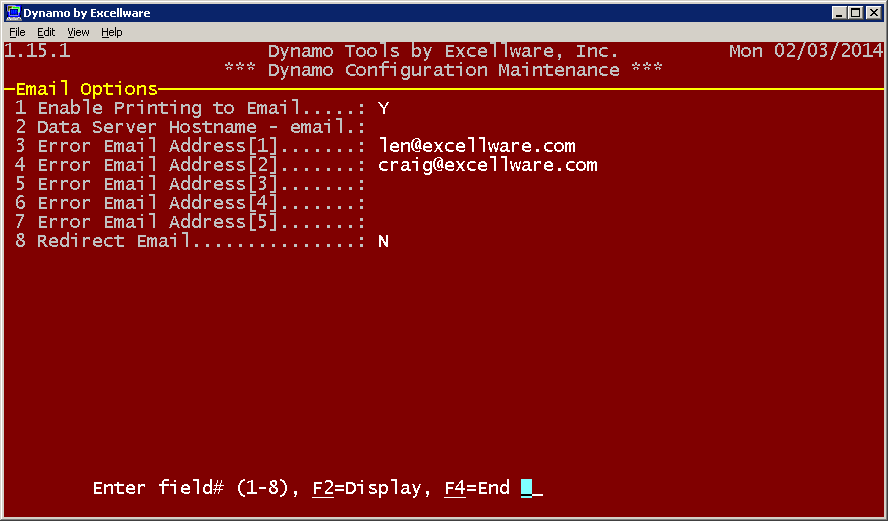 Dynamo by Excellware
File Edit View Help
1.15.1 Dynamo Tools by Excellware, Inc. Mon 02/03/2014
*** Dynamo Configuration Maintenance ***
Email Options
1 Enable Printing to Email.....: Y
2 Data Server Hostname - email.:
3 Error Email Address[1].......: len@excellware.com
4 Error Email Address[2].......: craig@excellware.com
5 Error Email Address[3].......:
6 Error Email Address[4].......:
7 Error Email Address[5].......:
8 Redirect Email...............: N
Enter field# (1-8), F2=Display, F4=End _